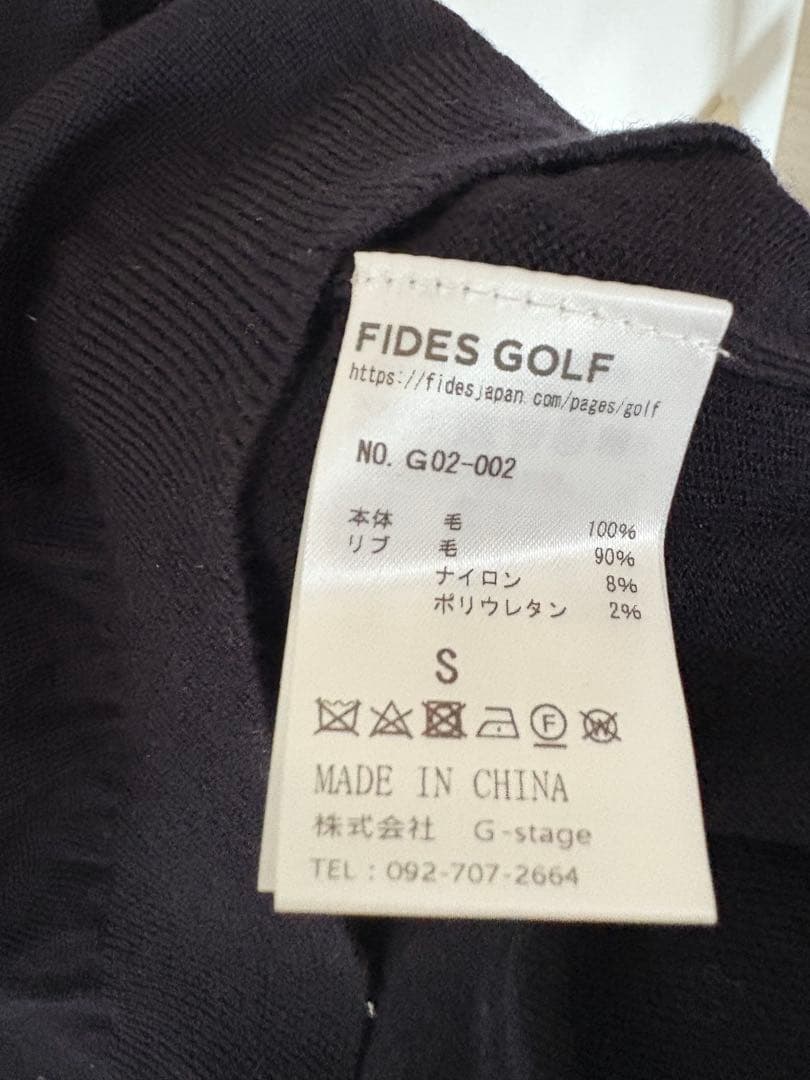 FIDES GOLF
https://fidesjapan.com/pages/golf
NO. G02-002
本体 毛 100%
リブ 毛 90%
ナイロン 8%
ポリウレタン 2%
S
F W
MADE IN CHINA
株式会社 G-stage
TEL : 092-707-2664